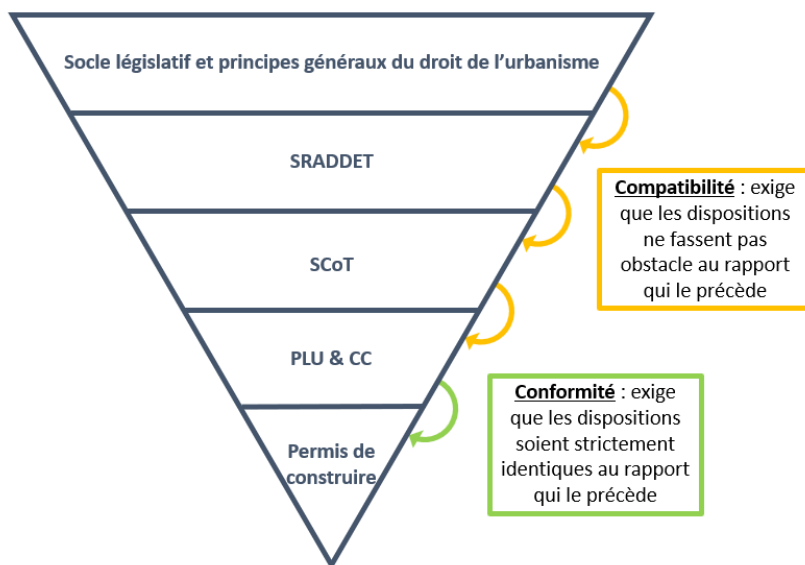 Socle législatif et principes généraux du droit de l’urbanisme
SRADDET
SCoT
PLU & CC
Permis de
construire
Compatibilité : exige
que les dispositions
ne fassent pas
obstacle au rapport
qui le précède
Conformité : exige
que les dispositions
soient strictement
identiques au rapport
qui le précède